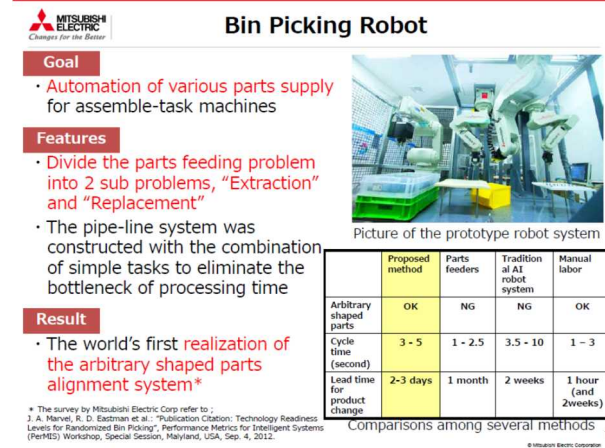 MITSUBISHI
ELECTRIC
Changes for the Better
Bin Picking Robot
Goal
・Automation of various parts supply
for assemble-task machines
Features
・Divide the parts feeding problem
into 2 sub problems, “Extraction”
and “Replacement”
・The pipe-line system was
constructed with the combination
of simple tasks to eliminate the
bottleneck of processing time
Result
・The world’s first realization of
the arbitrary shaped parts
alignment system*
* The survey by Mitsubishi Electric Corp refer to ;
J. A. Marvel, R. D. Eastman et al.: “Publication Citation: Technology Readiness
Levels for Randomized Bin Picking”, Performance Metrics for Intelligent Systems
(PerMIS) Workshop, Special Session, Malyland, USA, Sep. 4, 2012.
Picture of the prototype robot system
Proposed method Parts feeders Tradition al AI robot system Manual labor
Arbitrary shaped parts OK NG NG OK
Cycle time (second) 3 - 5 1 - 2.5 3.5 - 10 1 – 3
Lead time for product change 2-3 days 1 month 2 weeks 1 hour (and 2weeks)
Comparisons among several methods
© Mitsubishi Electric Corporation